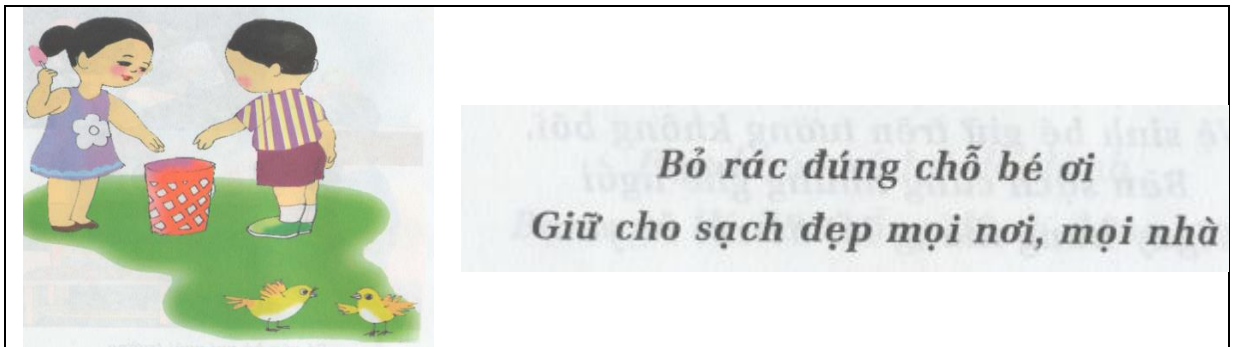 Bỏ rác đúng chỗ bé ơi
Giữ cho sạch đẹp mọi nơi, mọi nhà